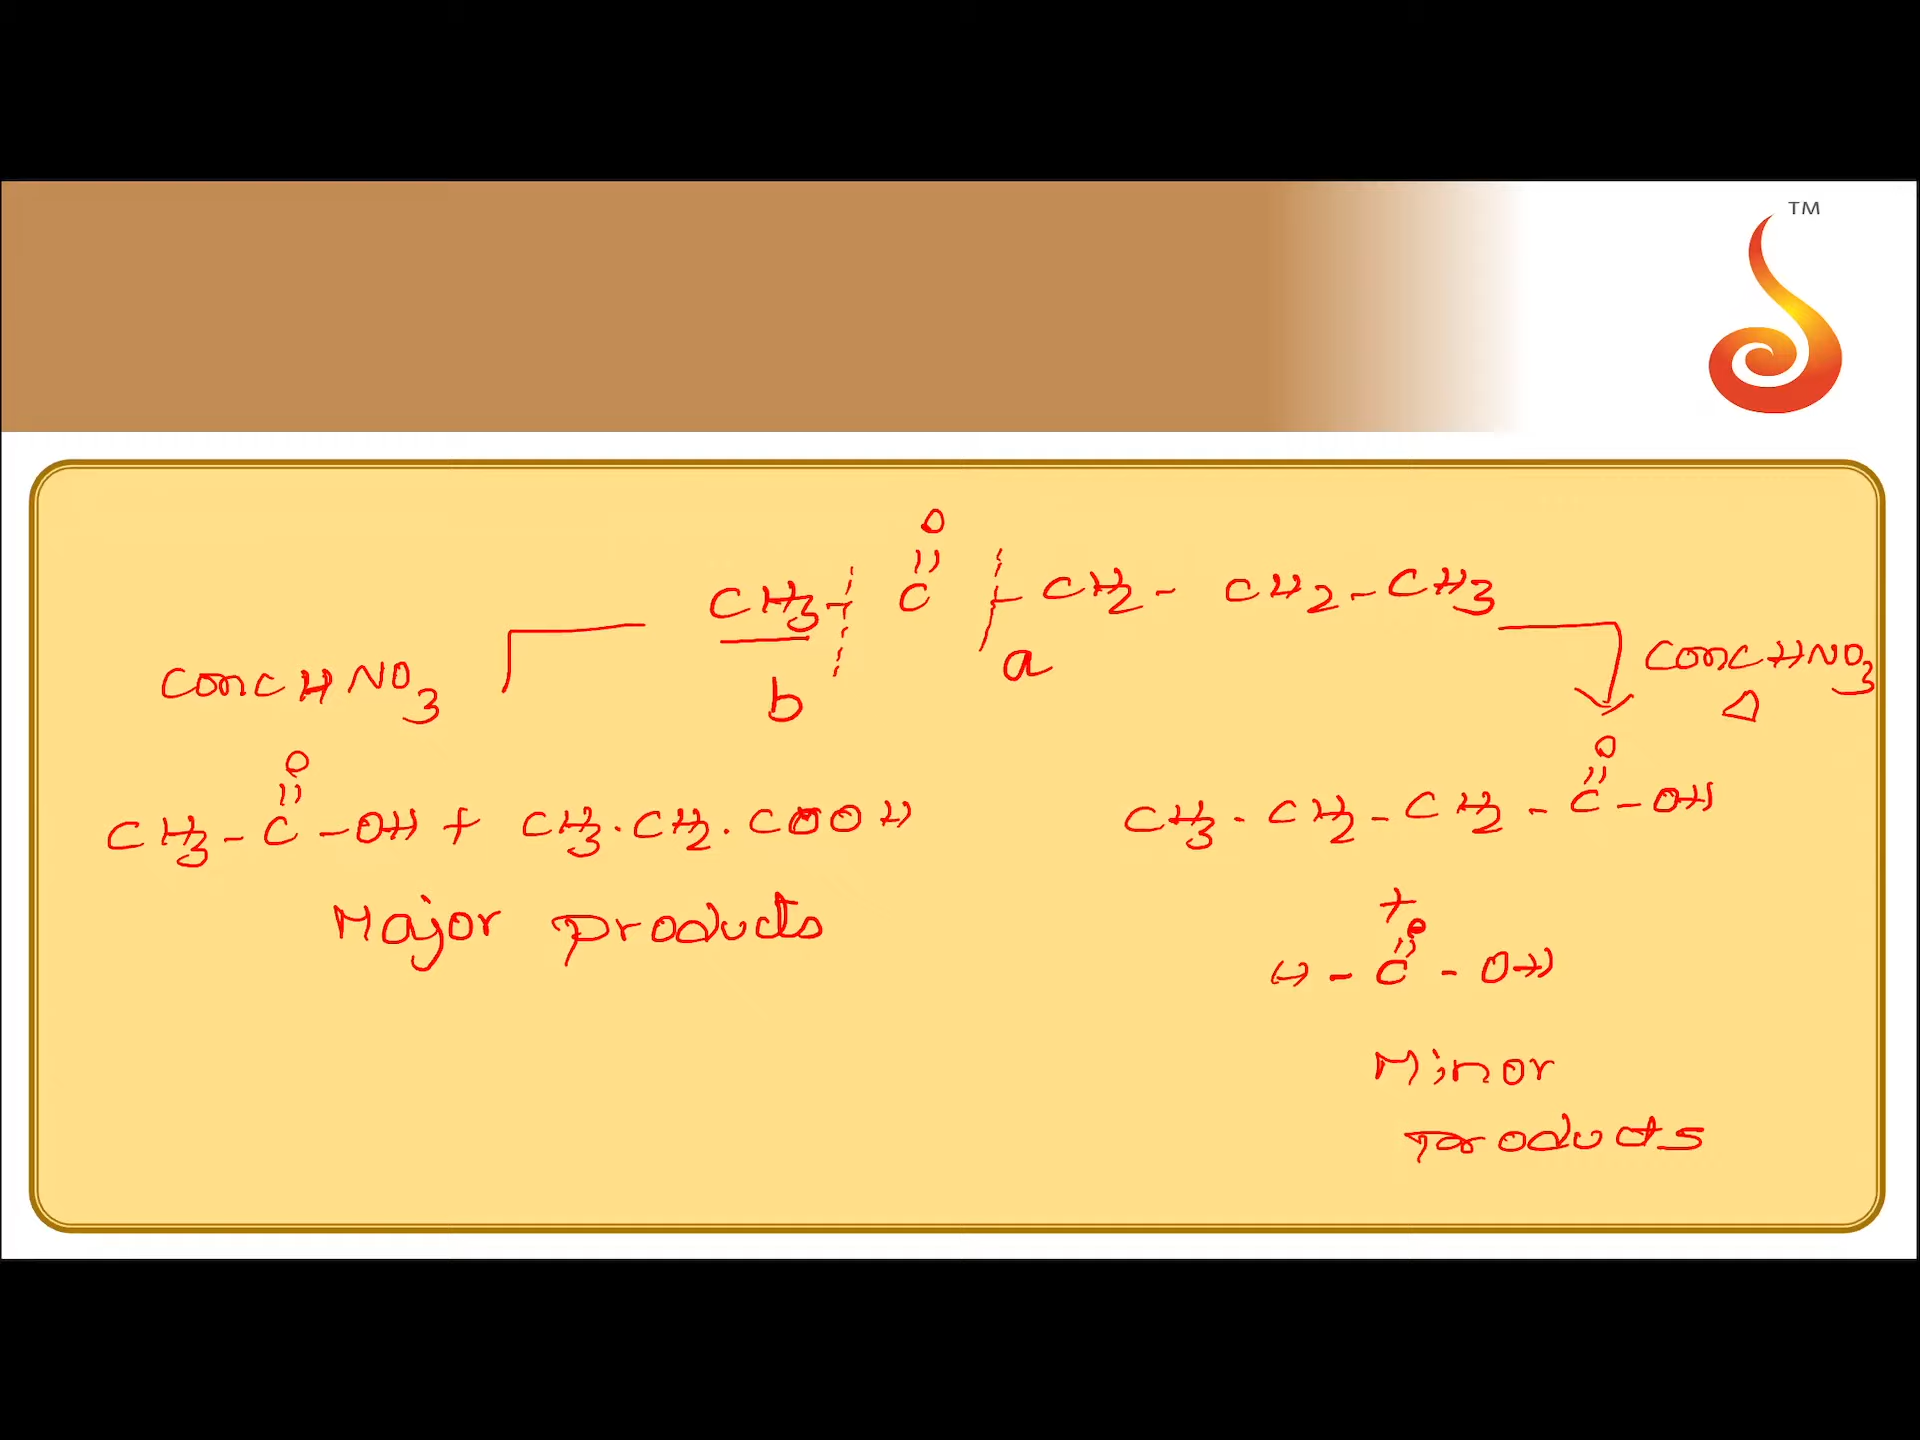 TM
O
||
CH3 - C - CH2 - CH2 - CH3
b a
Conc HNO3
Conc HNO3
Δ
O
||
CH3 - C - OH + CH3 . CH2 . COOH
Major products
O
||
CH3 - CH2 - CH2 - C - OH
+
O
||
H - C - OH
Minor
products